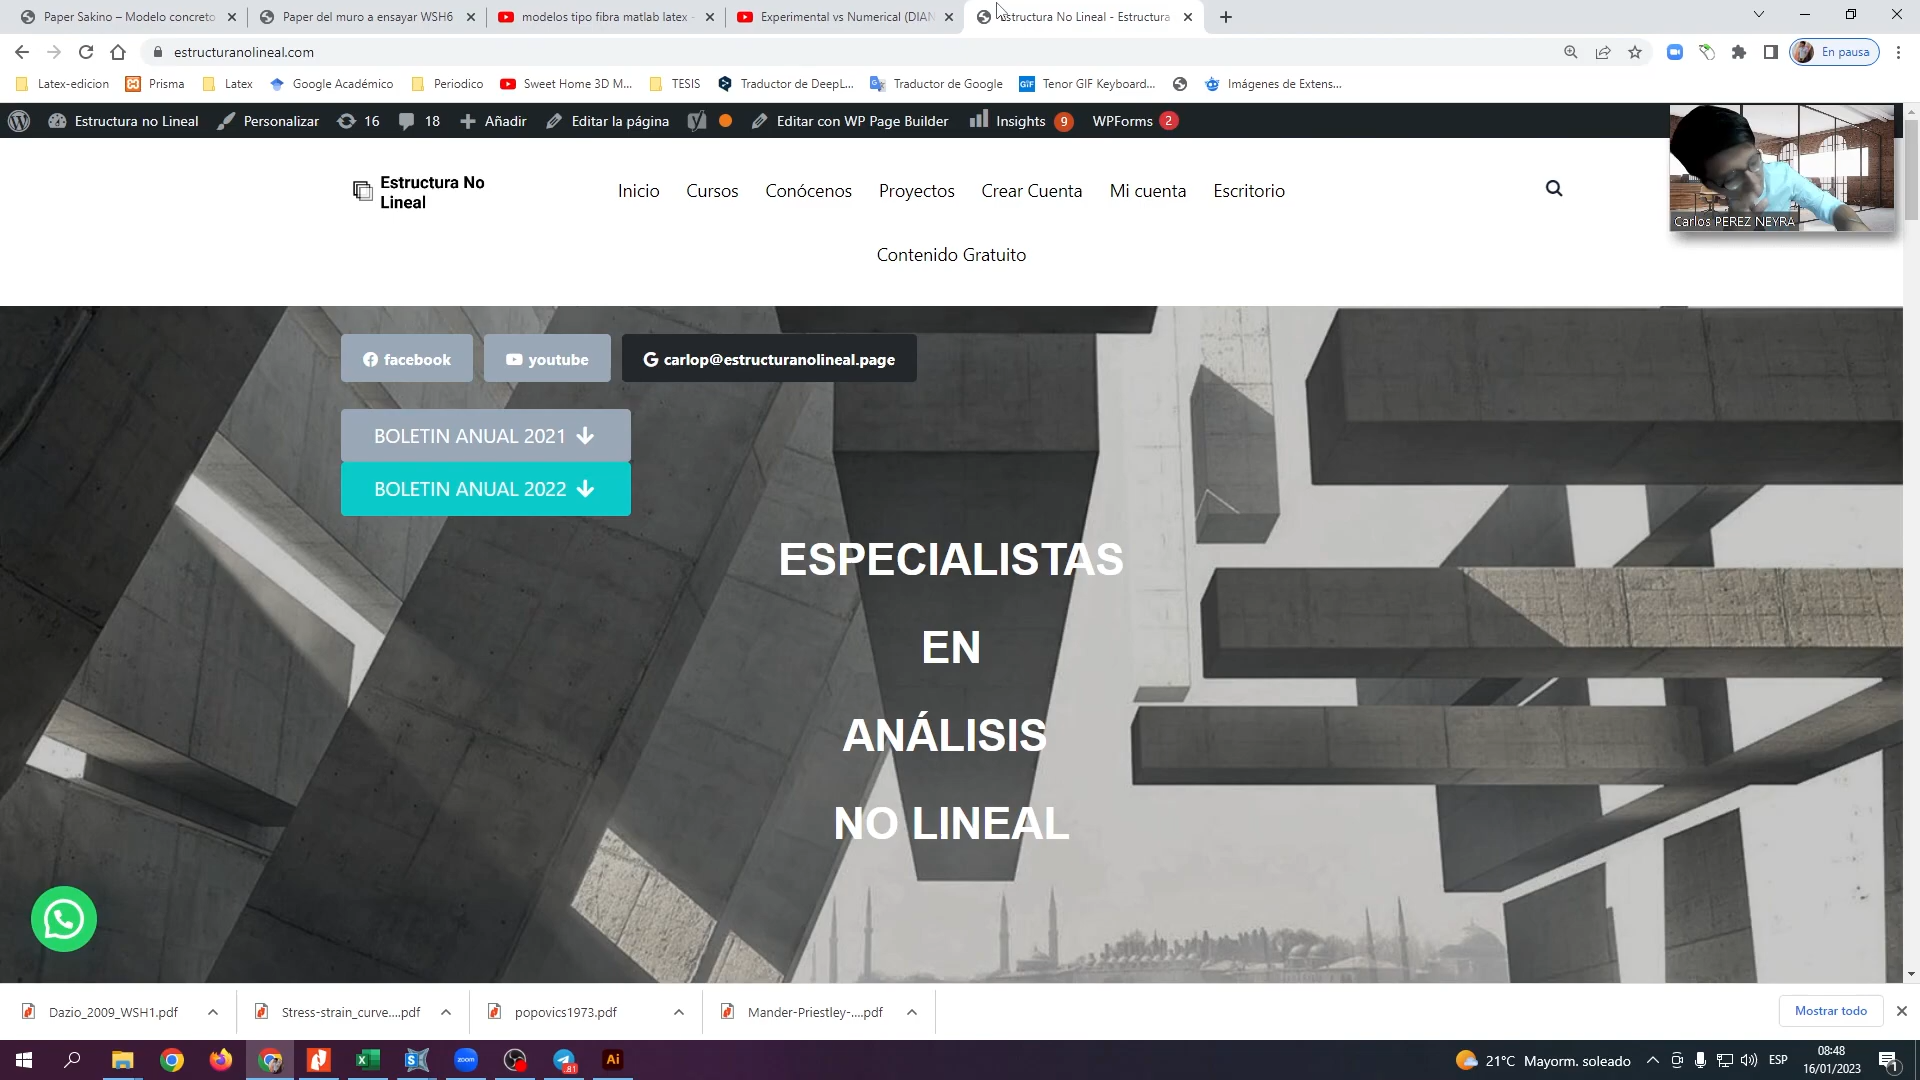 Paper Sakino – Modelo concreto
Paper del muro a ensayar WSH6
modelos tipo fibra matlab latex -
Experimental vs Numerical (DIAN
Estructura No Lineal - Estructura
estructuranolineal.com
En pausa
Latex-edicion
Prisma
Latex
Google Académico
Periodico
Sweet Home 3D M...
TESIS
Traductor de DeepL...
Traductor de Google
GIF
Tenor GIF Keyboard...
Imágenes de Extens...
Estructura no Lineal
Personalizar
16
18
Añadir
Editar la página
Editar con WP Page Builder
Insights 9
WPForms 2
Estructura No
Lineal
Inicio
Cursos
Conócenos
Proyectos
Crear Cuenta
Mi cuenta
Escritorio
Contenido Gratuito
Carlos PEREZ NEYRA
facebook
youtube
carlop@estructuranolineal.page
BOLETIN ANUAL 2021
BOLETIN ANUAL 2022
ESPECIALISTAS
EN
ANÁLISIS
NO LINEAL
Dazio_2009_WSH1.pdf
Stress-strain_curve....pdf
popovics1973.pdf
Mander-Priestley-....pdf
Mostrar todo
zoom
81
Ai
21°C Mayorm. soleado
ESP
08:48
16/01/2023
1